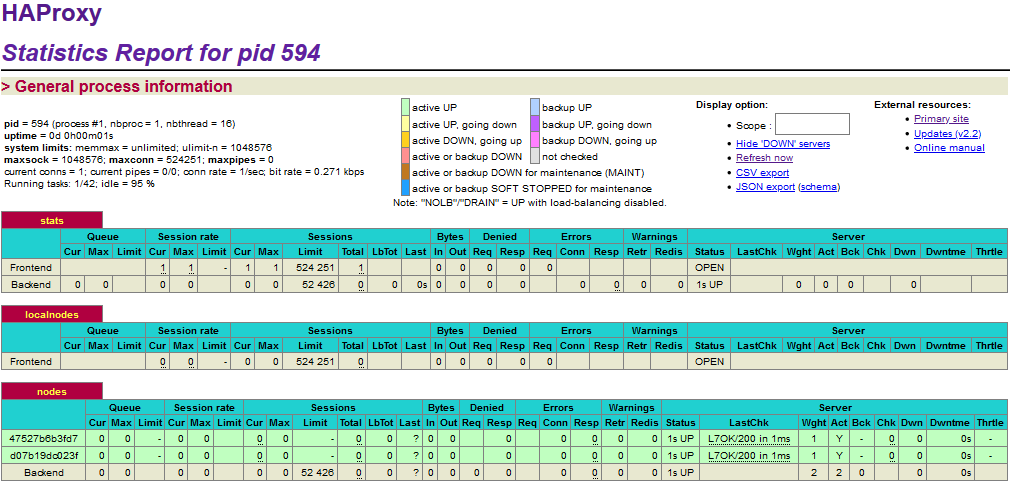 HAProxy
Statistics Report for pid 594
> General process information
pid = 594 (process #1, nbproc = 1, nbthread = 16)
uptime = 0d 0h00m01s
system limits: memmax = unlimited; ulimit-n = 1048576
maxsock = 1048576; maxconn = 524251; maxpipes = 0
current conns = 1; current pipes = 0/0; conn rate = 1/sec; bit rate = 0.271 kbps
Running tasks: 1/42; idle = 95 %
active UP backup UP
active UP, going down backup UP, going down
active DOWN, going up backup DOWN, going up
active or backup DOWN not checked
active or backup DOWN for maintenance (MAINT)
active or backup SOFT STOPPED for maintenance
Note: "NOLB"/"DRAIN" = UP with load-balancing disabled.
Display option:
Scope :
Hide 'DOWN' servers
Refresh now
CSV export
JSON export (schema)
External resources:
Primary site
Updates (v2.2)
Online manual
stats
Queue Session rate Sessions Bytes Denied Errors Warnings Server
Cur Max Limit Cur Max Limit Cur Max Limit Total LbTot Last In Out Req Resp Req Conn Resp Retr Redis Status LastChk Wght Act Bck Chk Dwn Dwntme Thrtle
Frontend 1 1 - 1 1 524 251 1 0 0 0 0 0 OPEN
Backend 0 0 0 0 0 0 52 426 0 0 0s 0 0 0 0 0 0 0 0 1s UP 0 0 0 0
localnodes
Queue Session rate Sessions Bytes Denied Errors Warnings Server
Cur Max Limit Cur Max Limit Cur Max Limit Total LbTot Last In Out Req Resp Req Conn Resp Retr Redis Status LastChk Wght Act Bck Chk Dwn Dwntme Thrtle
Frontend 0 0 - 0 0 524 251 0 0 0 0 0 0 OPEN
nodes
Queue Session rate Sessions Bytes Denied Errors Warnings Server
Cur Max Limit Cur Max Limit Cur Max Limit Total LbTot Last In Out Req Resp Req Conn Resp Retr Redis Status LastChk Wght Act Bck Chk Dwn Dwntme Thrtle
47527b6b3fd7 0 0 - 0 0 0 0 - 0 0 ? 0 0 0 0 0 0 0 1s UP L7OK/200 in 1ms 1 Y - 0 0 0s -
d07b19dc023f 0 0 - 0 0 0 0 - 0 0 ? 0 0 0 0 0 0 0 1s UP L7OK/200 in 1ms 1 Y - 0 0 0s -
Backend 0 0 0 0 0 0 52 426 0 0 ? 0 0 0 0 0 0 0 0 1s UP 2 2 0 0 0s